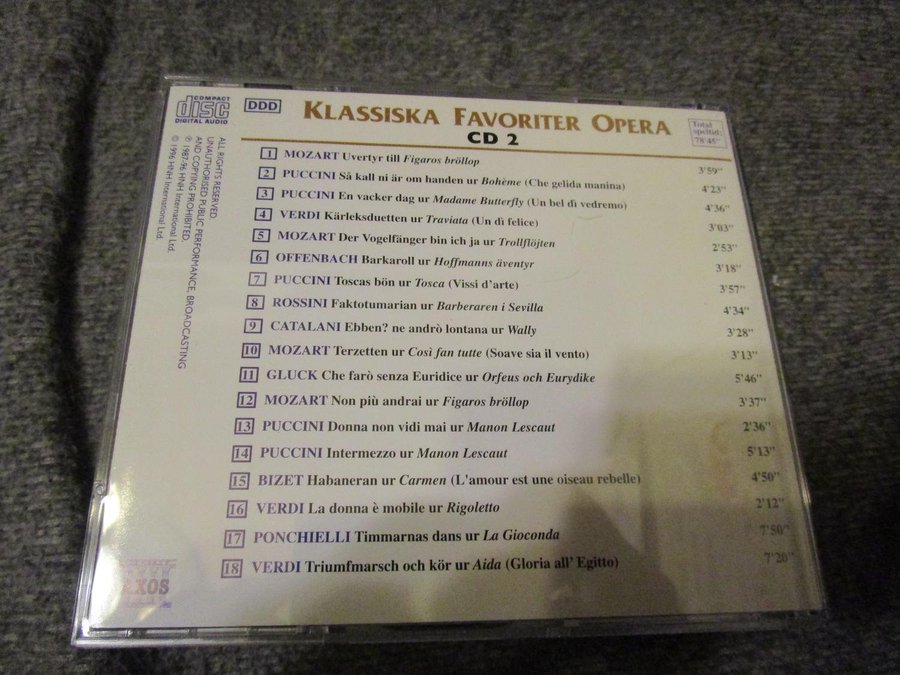 COMPACT
disc
DIGITAL AUDIO
DDD
KLASSISKA FAVORITER OPERA
CD 2
Total
speltid:
78'45"
1 MOZART Uvertyr till Figaros bröllop 3'59"
2 PUCCINI Så kall ni är om handen ur Bohème (Che gelida manina) 4'23"
3 PUCCINI En vacker dag ur Madame Butterfly (Un bel dì vedremo) 4'36"
4 VERDI Kärleksduetten ur Traviata (Un dì felice) 3'03"
5 MOZART Der Vogelfänger bin ich ja ur Trollflöjten 2'53"
6 OFFENBACH Barkaroll ur Hoffmanns äventyr 3'18"
7 PUCCINI Toscas bön ur Tosca (Vissi d'arte) 3'57"
8 ROSSINI Faktotumarian ur Barberaren i Sevilla 4'34"
9 CATALANI Ebben? ne andrò lontana ur Wally 3'28"
10 MOZART Terzetten ur Così fan tutte (Soave sia il vento) 3'13"
11 GLUCK Che farò senza Euridice ur Orfeus och Eurydike 5'46"
12 MOZART Non più andrai ur Figaros bröllop 3'37"
13 PUCCINI Donna non vidi mai ur Manon Lescaut 2'36"
14 PUCCINI Intermezzo ur Manon Lescaut 5'13"
15 BIZET Habaneran ur Carmen (L'amour est une oiseau rebelle) 4'50"
16 VERDI La donna è mobile ur Rigoletto 2'12"
17 PONCHIELLI Timmarnas dans ur La Gioconda 7'50"
18 VERDI Triumfmarsch och kör ur Aida (Gloria all' Egitto) 7'20"
ALL RIGHTS RESERVED.
UNAUTHORISED PUBLIC PERFORMANCE, BROADCASTING
AND COPYING PROHIBITED.
℗ 1987-96 HNH International Ltd.
© 1996 HNH International Ltd.
AXOS